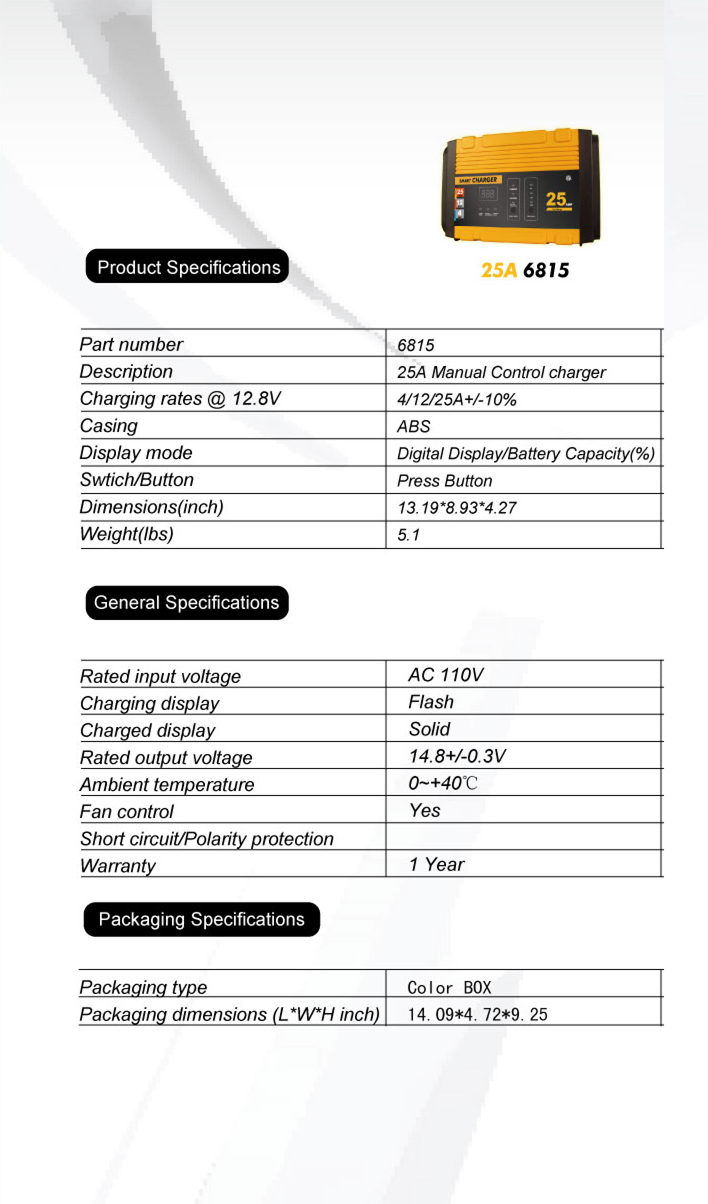 SMART CHARGER
25
12
4
25
25A 6815
Product Specifications
Part number 6815
Description 25A Manual Control charger
Charging rates @ 12.8V 4/12/25A+/-10%
Casing ABS
Display mode Digital Display/Battery Capacity(%)
Swtich/Button Press Button
Dimensions(inch) 13.19*8.93*4.27
Weight(lbs) 5.1
General Specifications
Rated input voltage AC 110V
Charging display Flash
Charged display Solid
Rated output voltage 14.8+/-0.3V
Ambient temperature 0~+40℃
Fan control Yes
Short circuit/Polarity protection
Warranty 1 Year
Packaging Specifications
Packaging type Color BOX
Packaging dimensions (L*W*H inch) 14.09*4.72*9.25